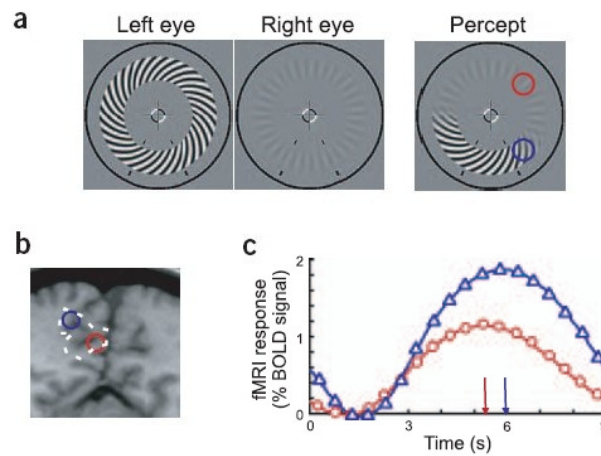 a
Left eye Right eye Percept
b
c
fMRI response
(% BOLD signal)
2
1
0
0 3 6
Time (s)